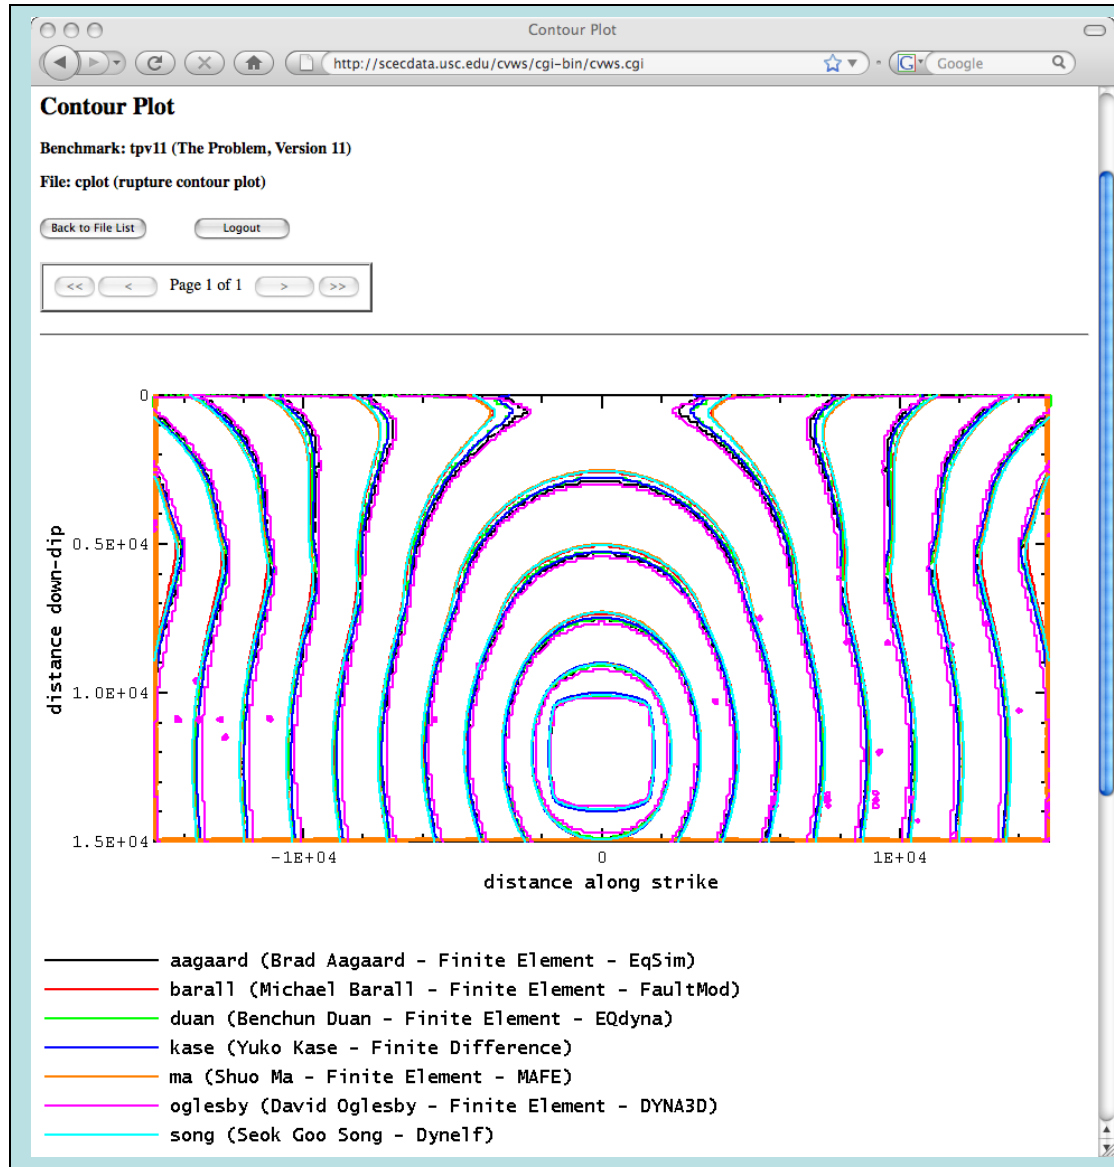 Contour Plot
http://scecdata.usc.edu/cvws/cgi-bin/cvws.cgi
G Google
Contour Plot
Benchmark: tpv11 (The Problem, Version 11)
File: cplot (rupture contour plot)
Back to File List Logout
<< < Page 1 of 1 > >>
0
0.5E+04
1.0E+04
1.5E+04
distance down-dip
-1E+04 0 1E+04
distance along strike
aagaard (Brad Aagaard - Finite Element - EqSim)
barall (Michael Barall - Finite Element - FaultMod)
duan (Benchun Duan - Finite Element - EQdyna)
kase (Yuko Kase - Finite Difference)
ma (Shuo Ma - Finite Element - MAFE)
oglesby (David Oglesby - Finite Element - DYNA3D)
song (Seok Goo Song - Dynelf)